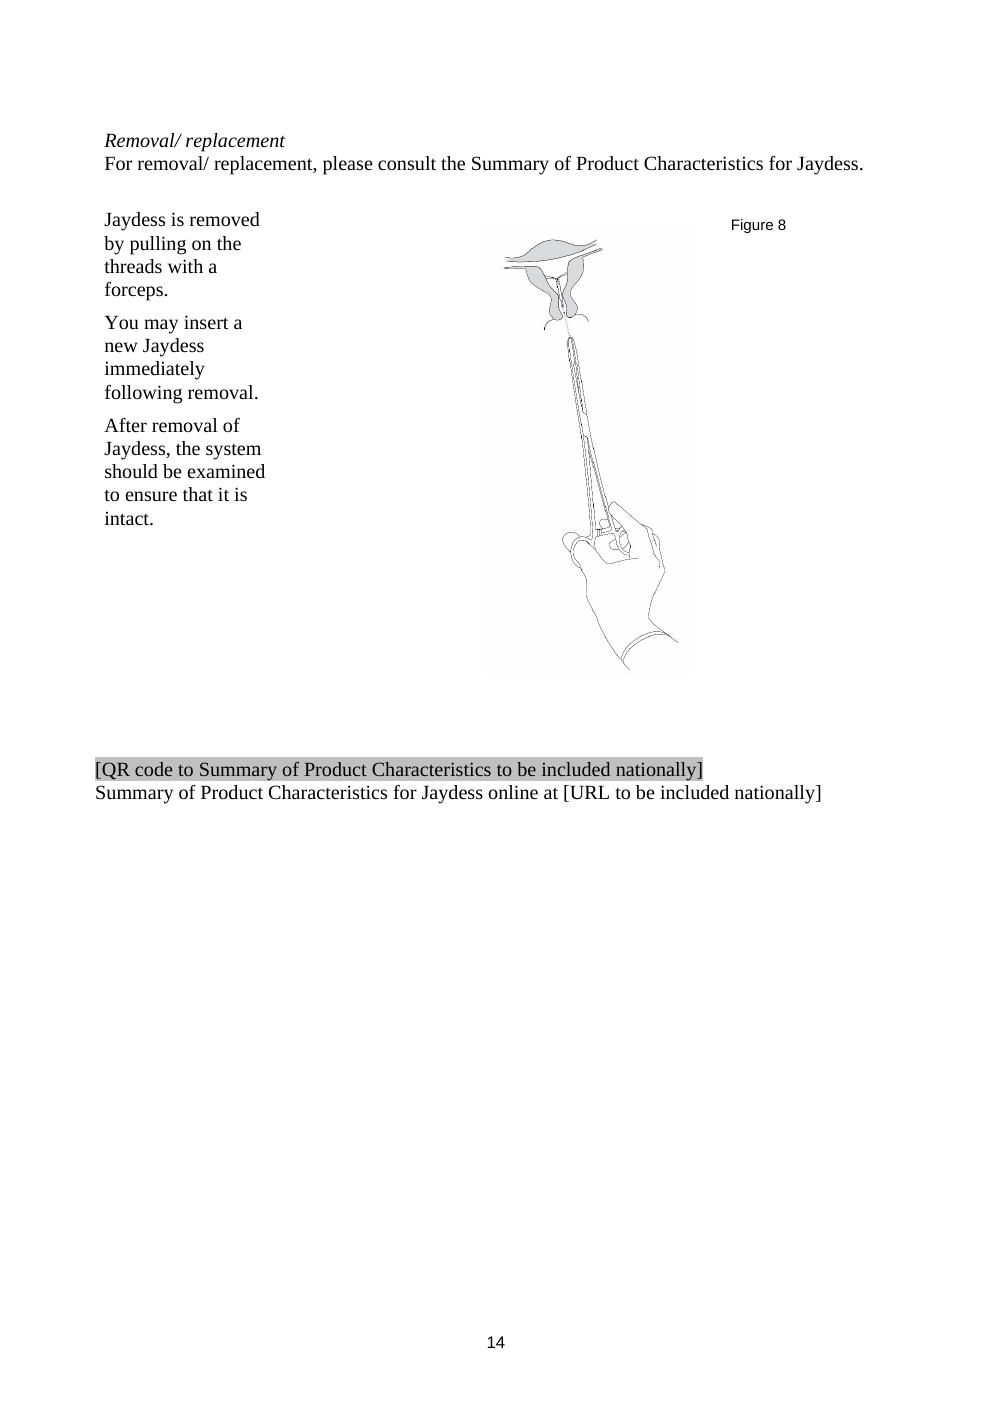 Removal/ replacement
For removal/ replacement, please consult the Summary of Product Characteristics for Jaydess.
Jaydess is removed
by pulling on the
threads with a
forceps.
You may insert a
new Jaydess
immediately
following removal.
After removal of
Jaydess, the system
should be examined
to ensure that it is
intact.
Figure 8
[QR code to Summary of Product Characteristics to be included nationally]
Summary of Product Characteristics for Jaydess online at [URL to be included nationally]
14